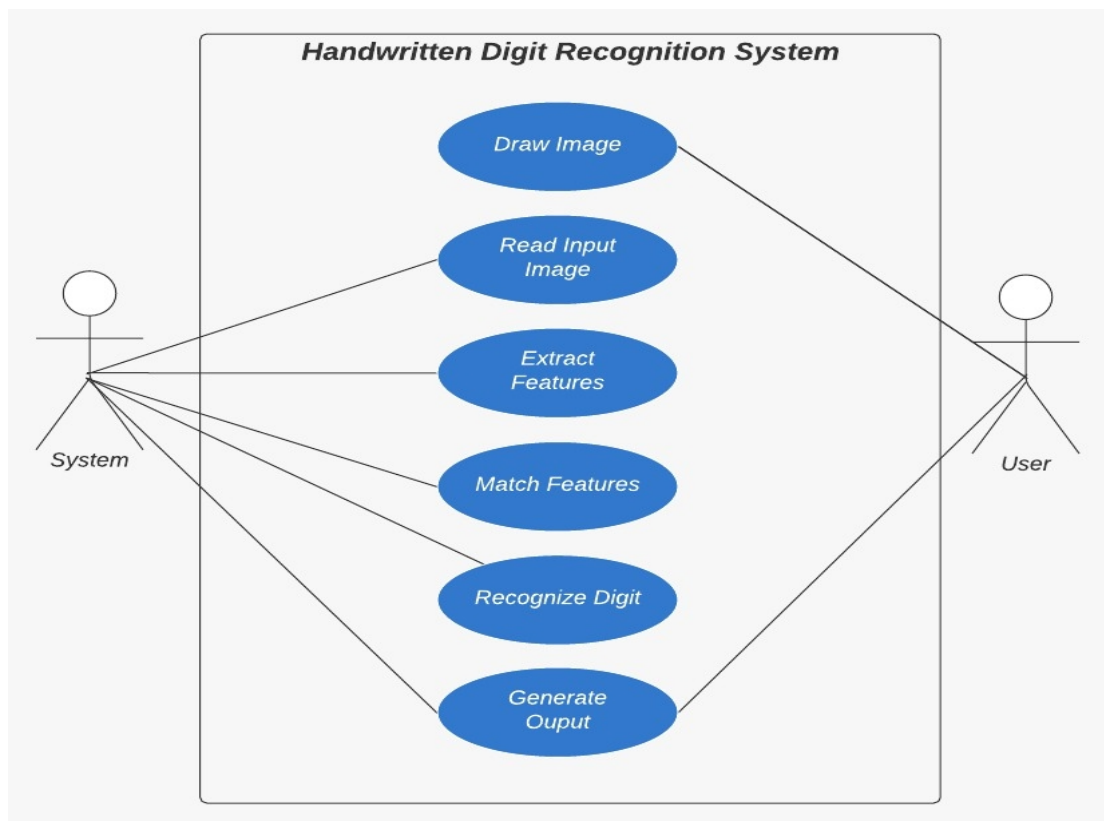 Handwritten Digit Recognition System
Draw Image
Read Input
Image
Extract
Features
System
User
Match Features
Recognize Digit
Generate
Ouput